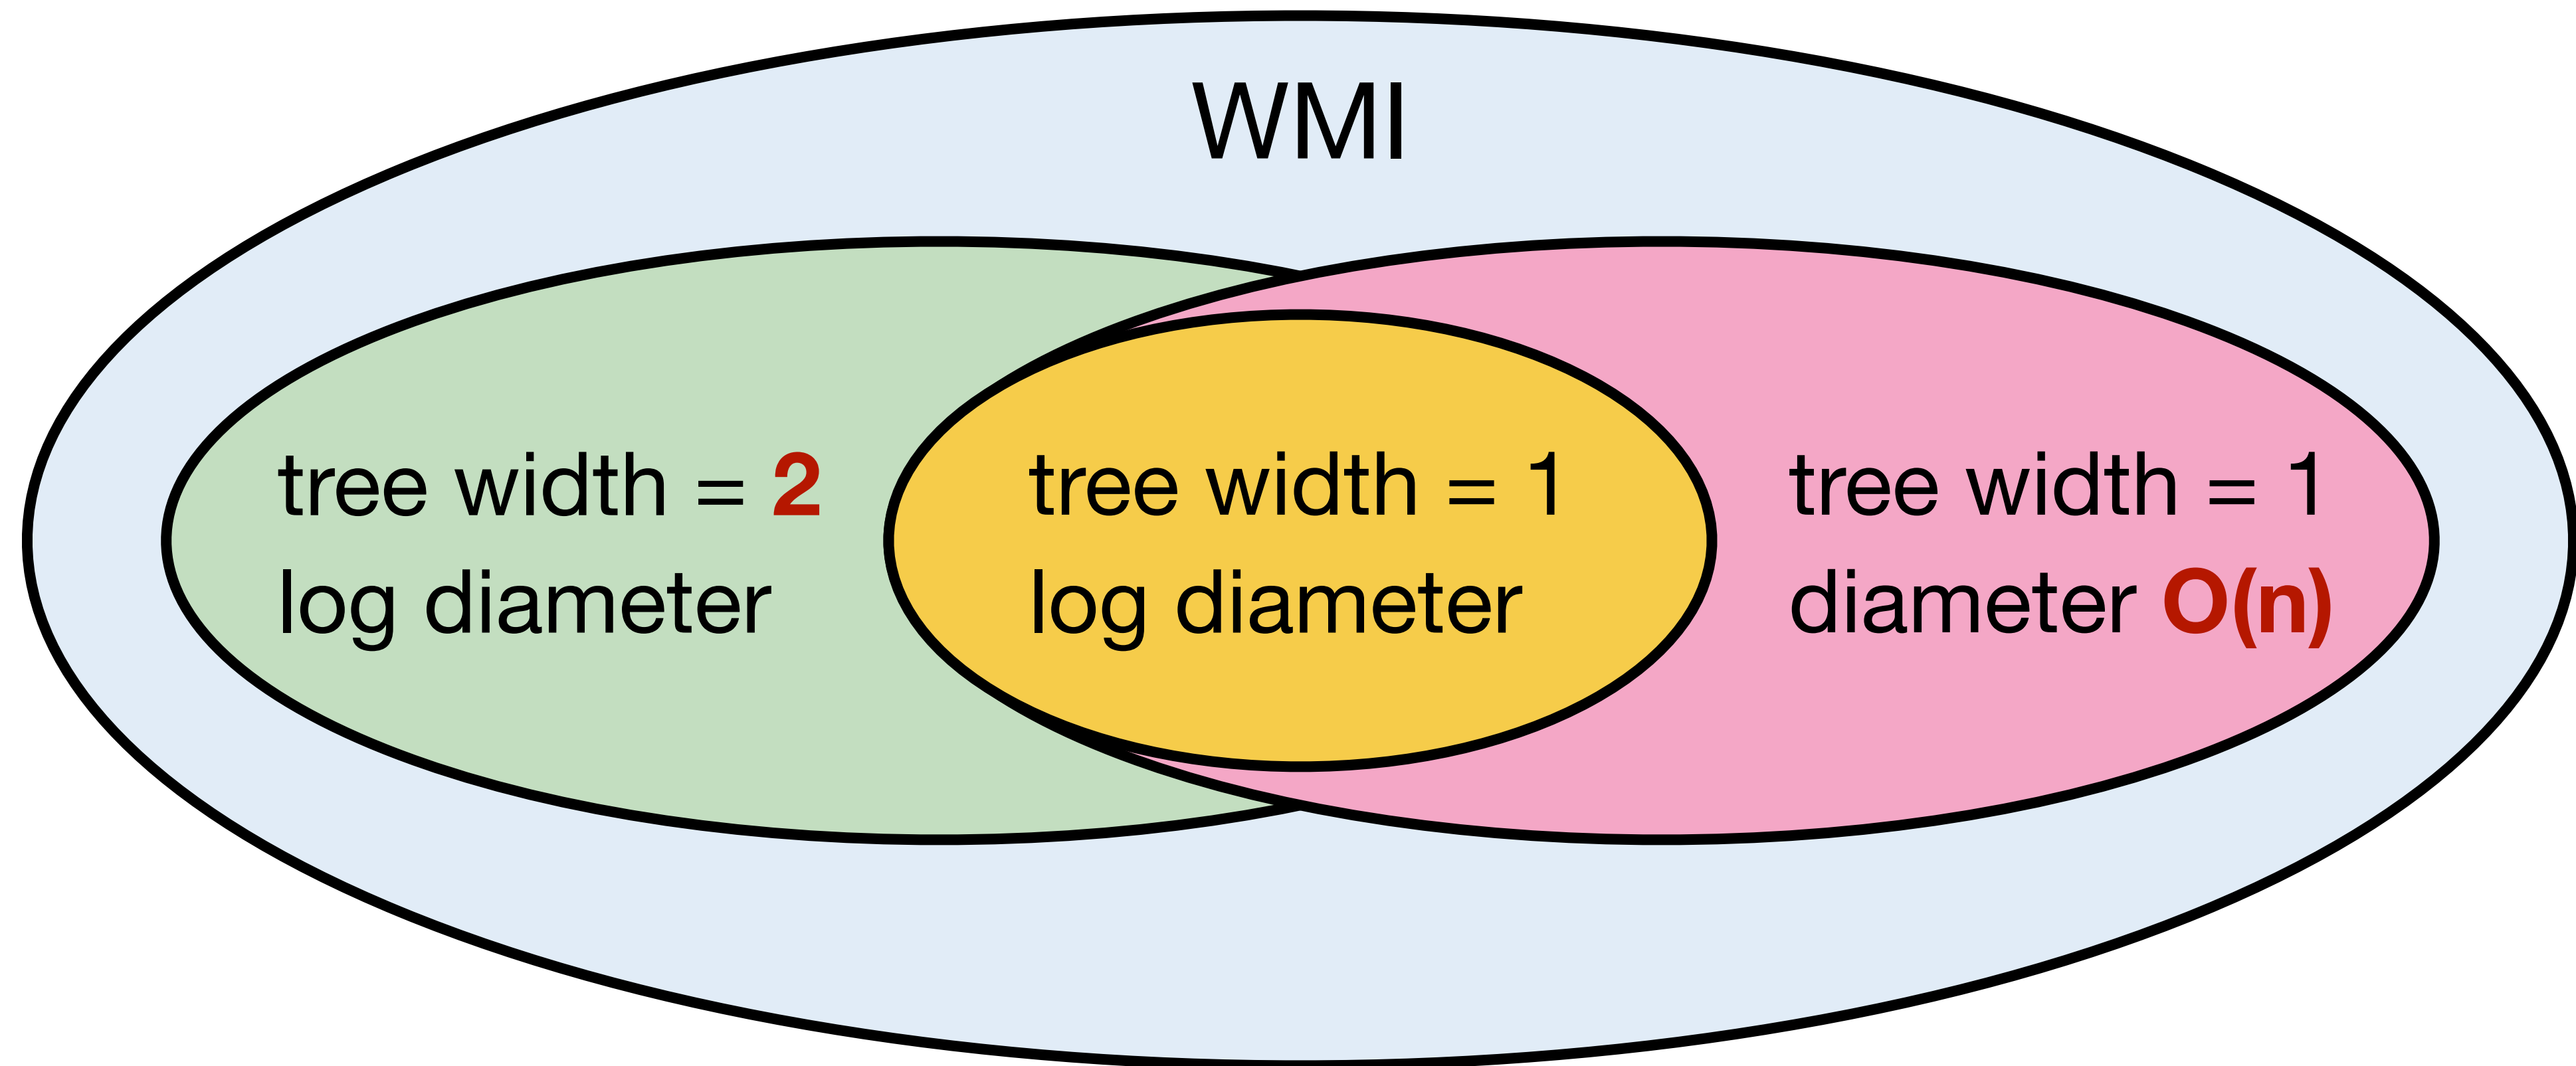 WMI
tree width = 2
log diameter
tree width = 1
log diameter
tree width = 1
diameter O(n)